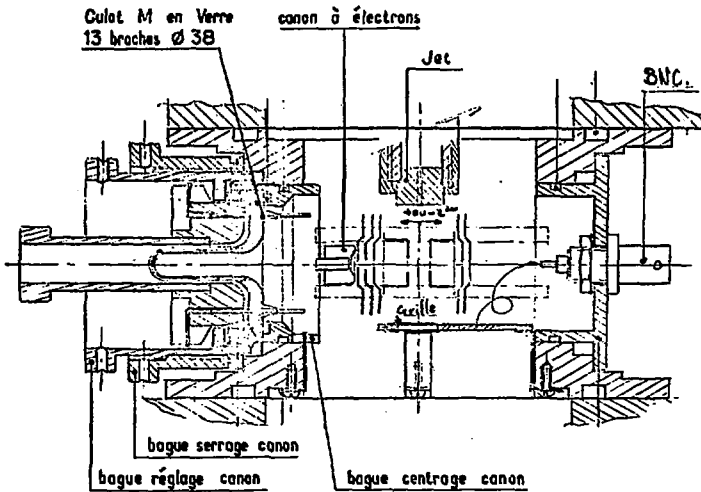 Culot M en Verre
13 broches Ø 38
canon à électrons
Jet
BNC.
Grille
bague serrage canon
bague réglage canon
bague centrage canon